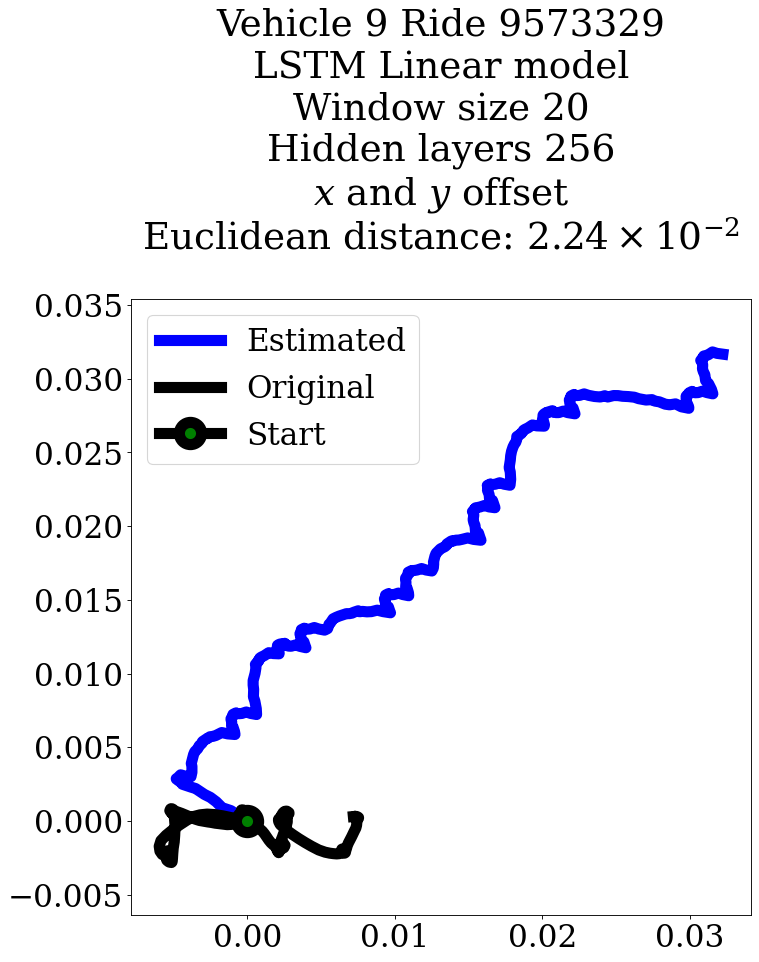 Vehicle 9 Ride 9573329
LSTM Linear model
Window size 20
Hidden layers 256
x and y offset
Euclidean distance: 2.24 × 10⁻²
0.035
0.030
0.025
0.020
0.015
0.010
0.005
0.000
−0.005
Estimated
Original
Start
0.00 0.01 0.02 0.03